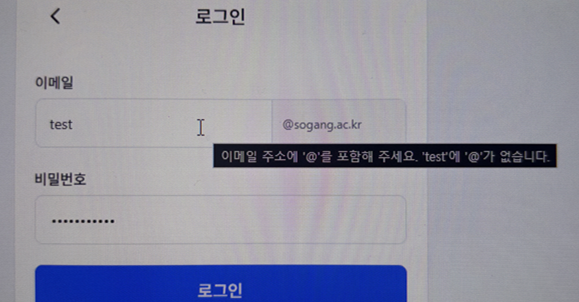 로그인
이메일
test @sogang.ac.kr
이메일 주소에 '@'를 포함해 주세요. 'test'에 '@'가 없습니다.
비밀번호
•••••••••••
로그인